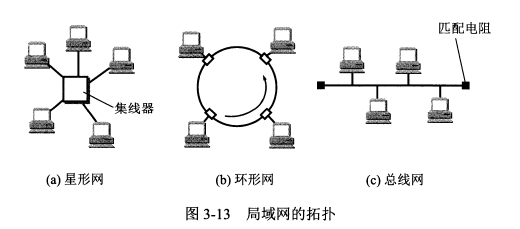 匹配电阻
集线器
(a) 星形网
(b) 环形网
(c) 总线网
图 3-13 局域网的拓扑